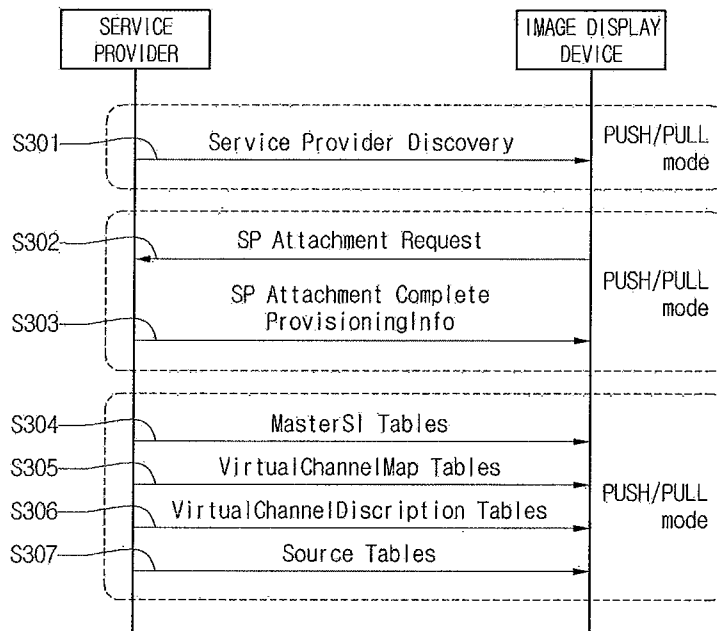 SERVICE
PROVIDER
IMAGE DISPLAY
DEVICE
S301
Service Provider Discovery
PUSH/PULL
mode
S302
SP Attachment Request
SP Attachment Complete
ProvisioningInfo
S303
PUSH/PULL
mode
S304
MasterSI Tables
S305
VirtualChannelMap Tables
S306
VirtualChannelDiscription Tables
S307
Source Tables
PUSH/PULL
mode